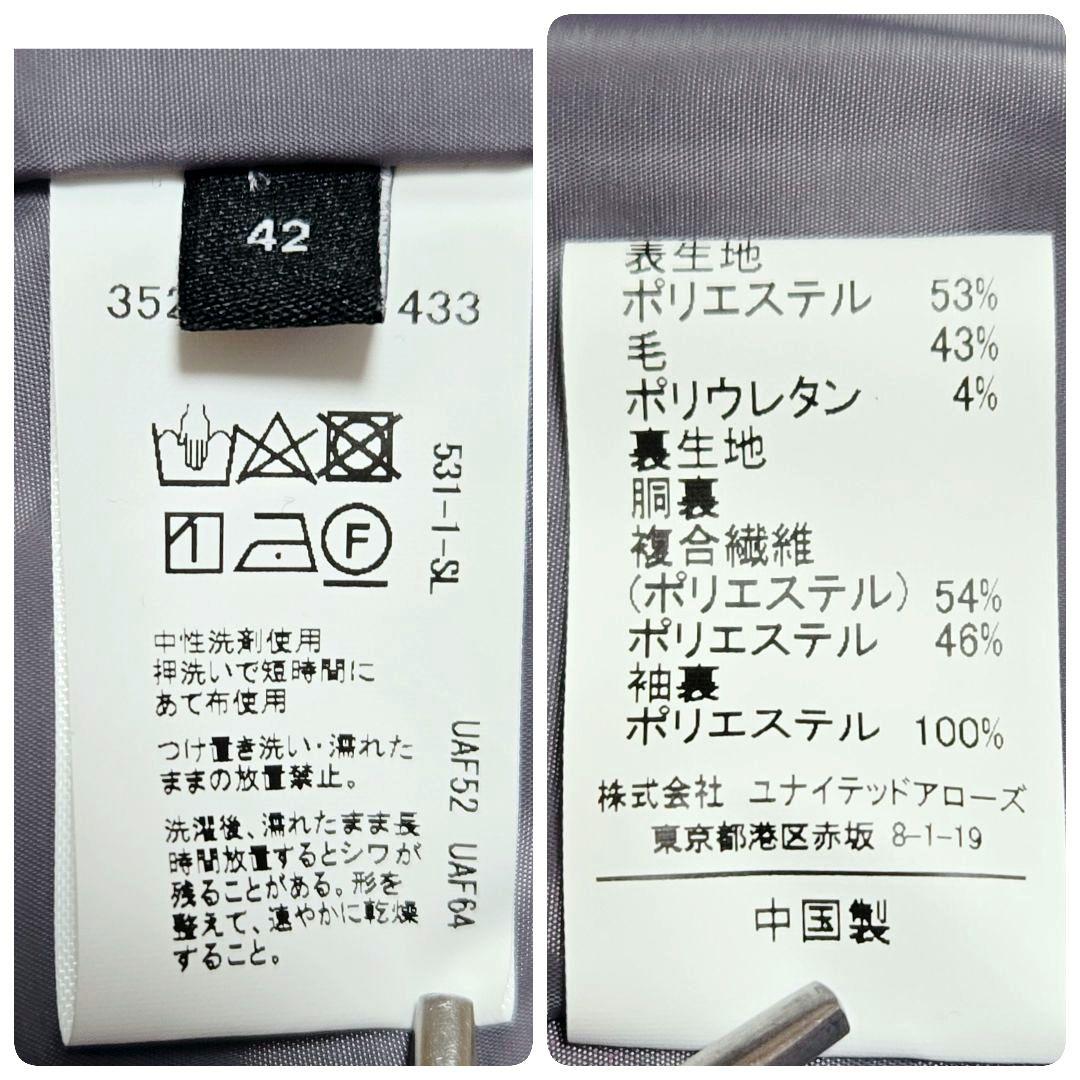 42
433
531-1-SL
F
中性洗剤使用
押洗いで短時間に
あて布使用
つけ置き洗い・濡れた
ままの放置禁止。
洗濯後、濡れたまま長
時間放置するとシワが
残ることがある。形を
整えて、速やかに乾燥
すること。
UAF52 UAF64
表生地
ポリエステル 53%
毛 43%
ポリウレタン 4%
裏生地
胴裏
複合繊維
(ポリエステル) 54%
ポリエステル 46%
袖裏
ポリエステル 100%
株式会社 ユナイテッドアローズ
東京都港区赤坂 8-1-19
中国製